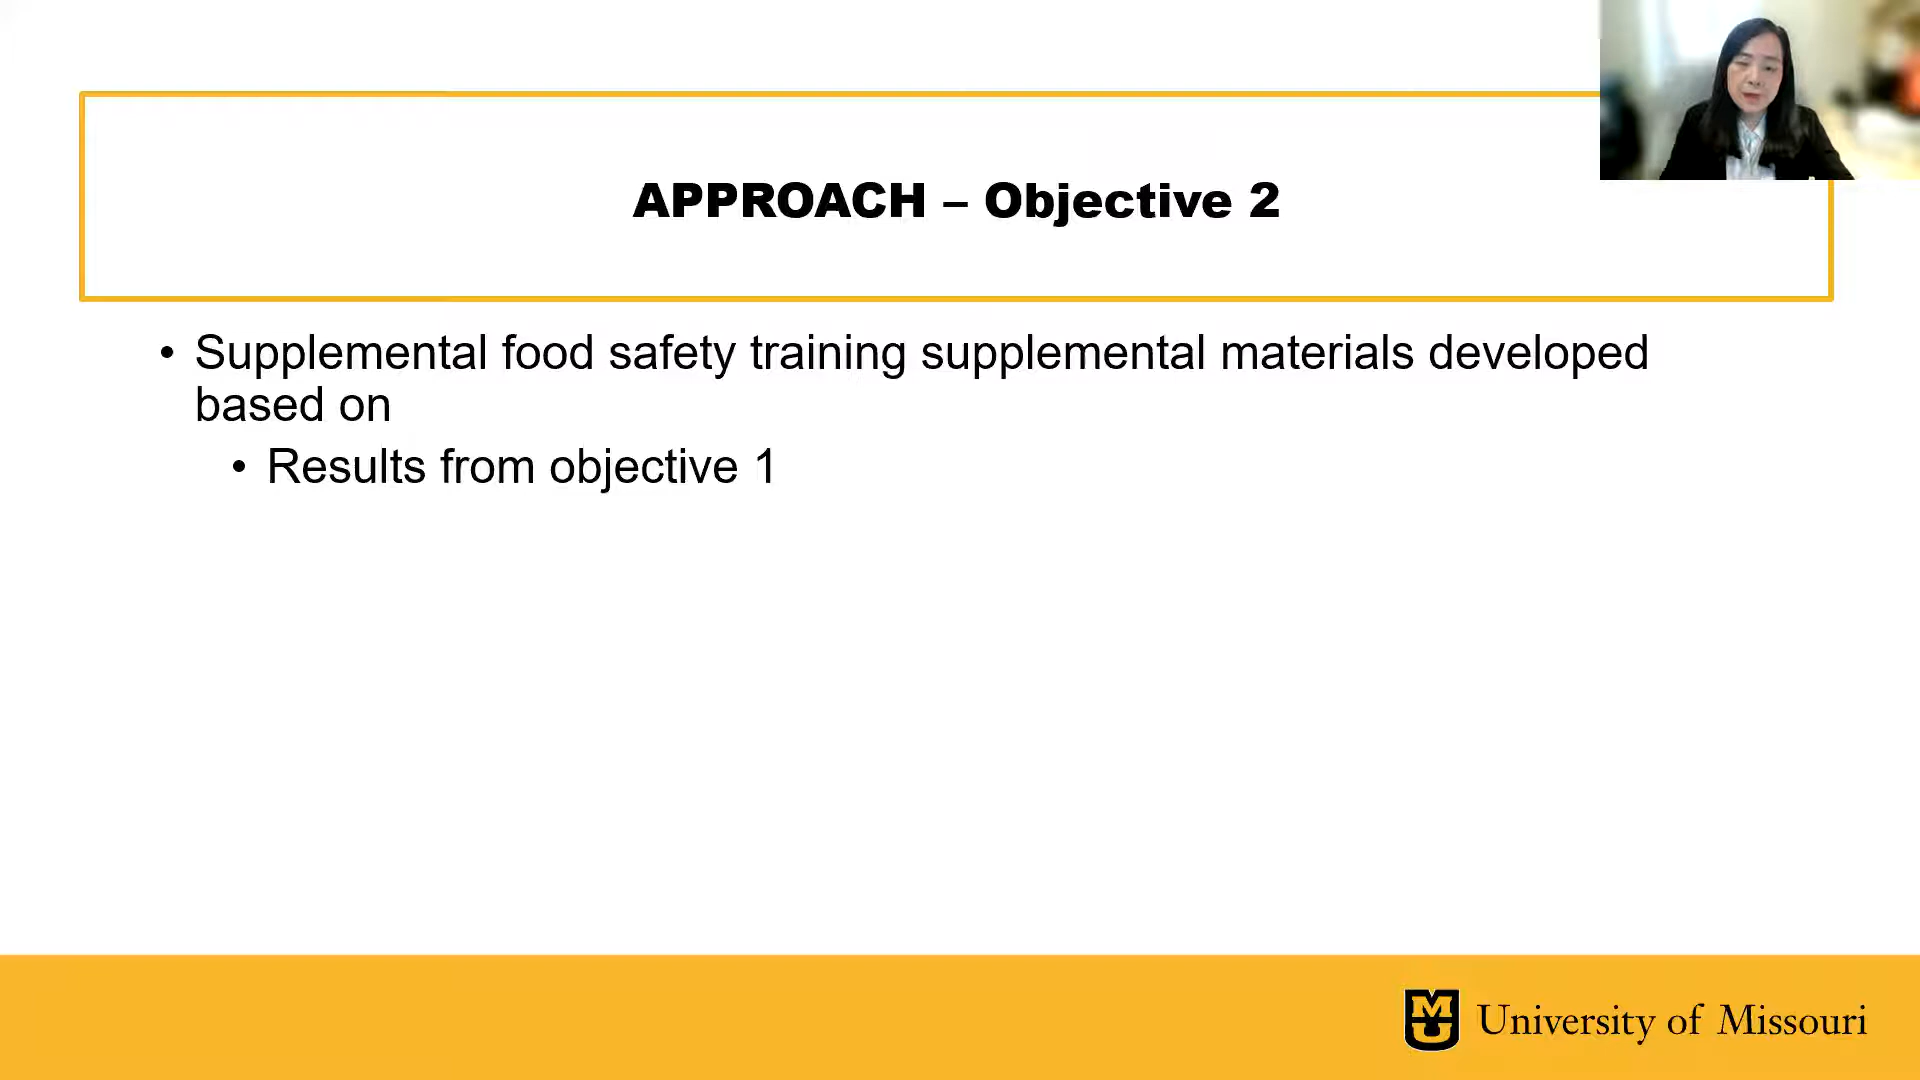 APPROACH – Objective 2
• Supplemental food safety training supplemental materials developed
based on
• Results from objective 1
MU University of Missouri